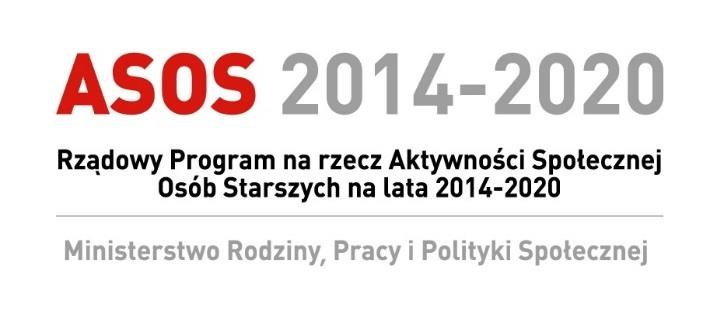 ASOS 2014-2020
Rządowy Program na rzecz Aktywności Społecznej
Osób Starszych na lata 2014-2020
Ministerstwo Rodziny, Pracy i Polityki Społecznej